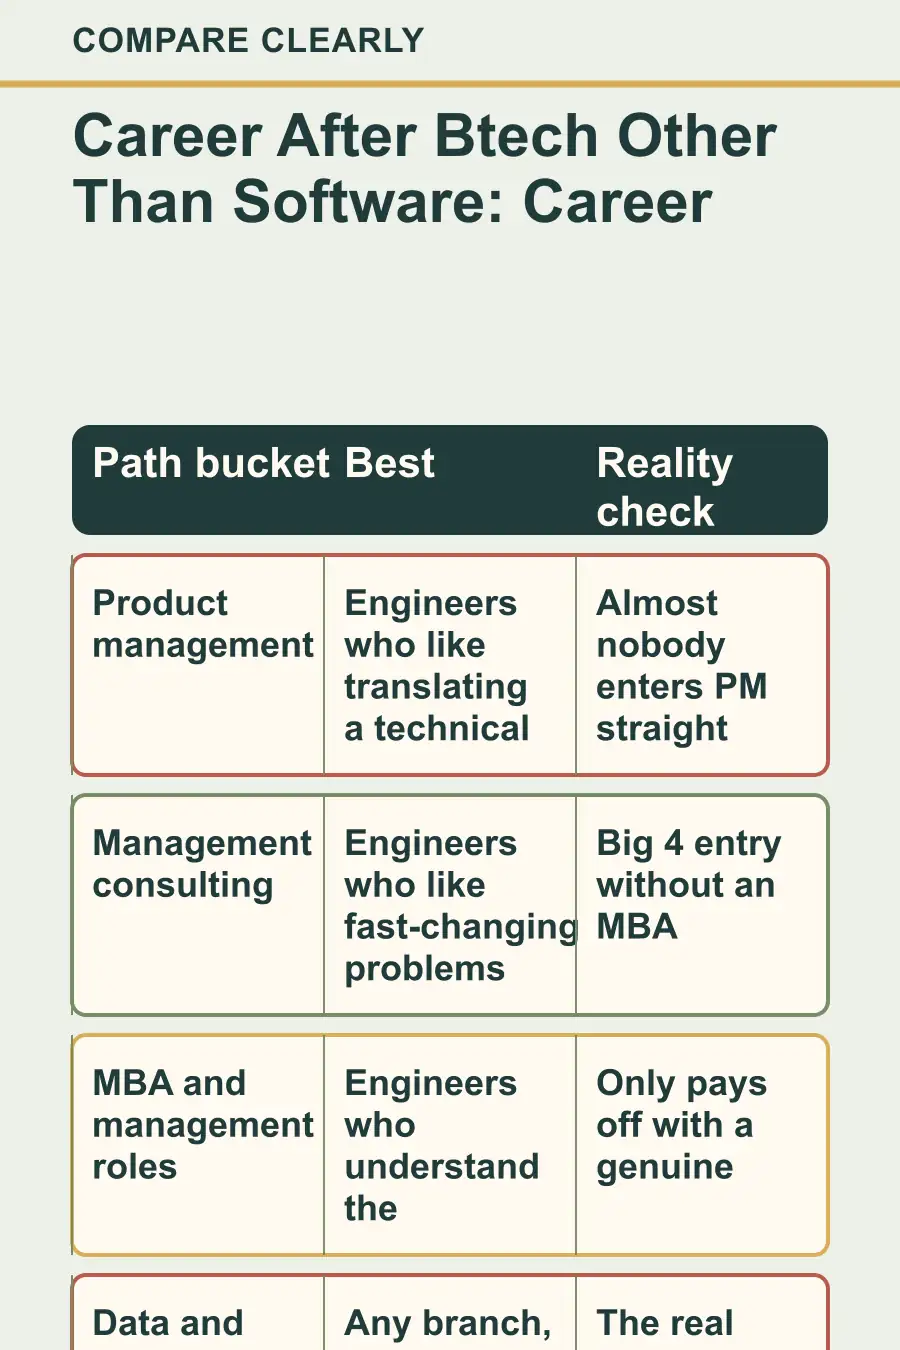 COMPARE CLEARLY
Career After Btech Other
Than Software: Career
Path bucket
Best
Reality
check
Product
management
Engineers
who like
translating
a technical
Almost
nobody
enters PM
straight
Management
consulting
Engineers
who like
fast-changing
problems
Big 4 entry
without an
MBA
MBA and
management
roles
Engineers
who
understand
the
Only pays
off with a
genuine
Data and
Any branch,
The real